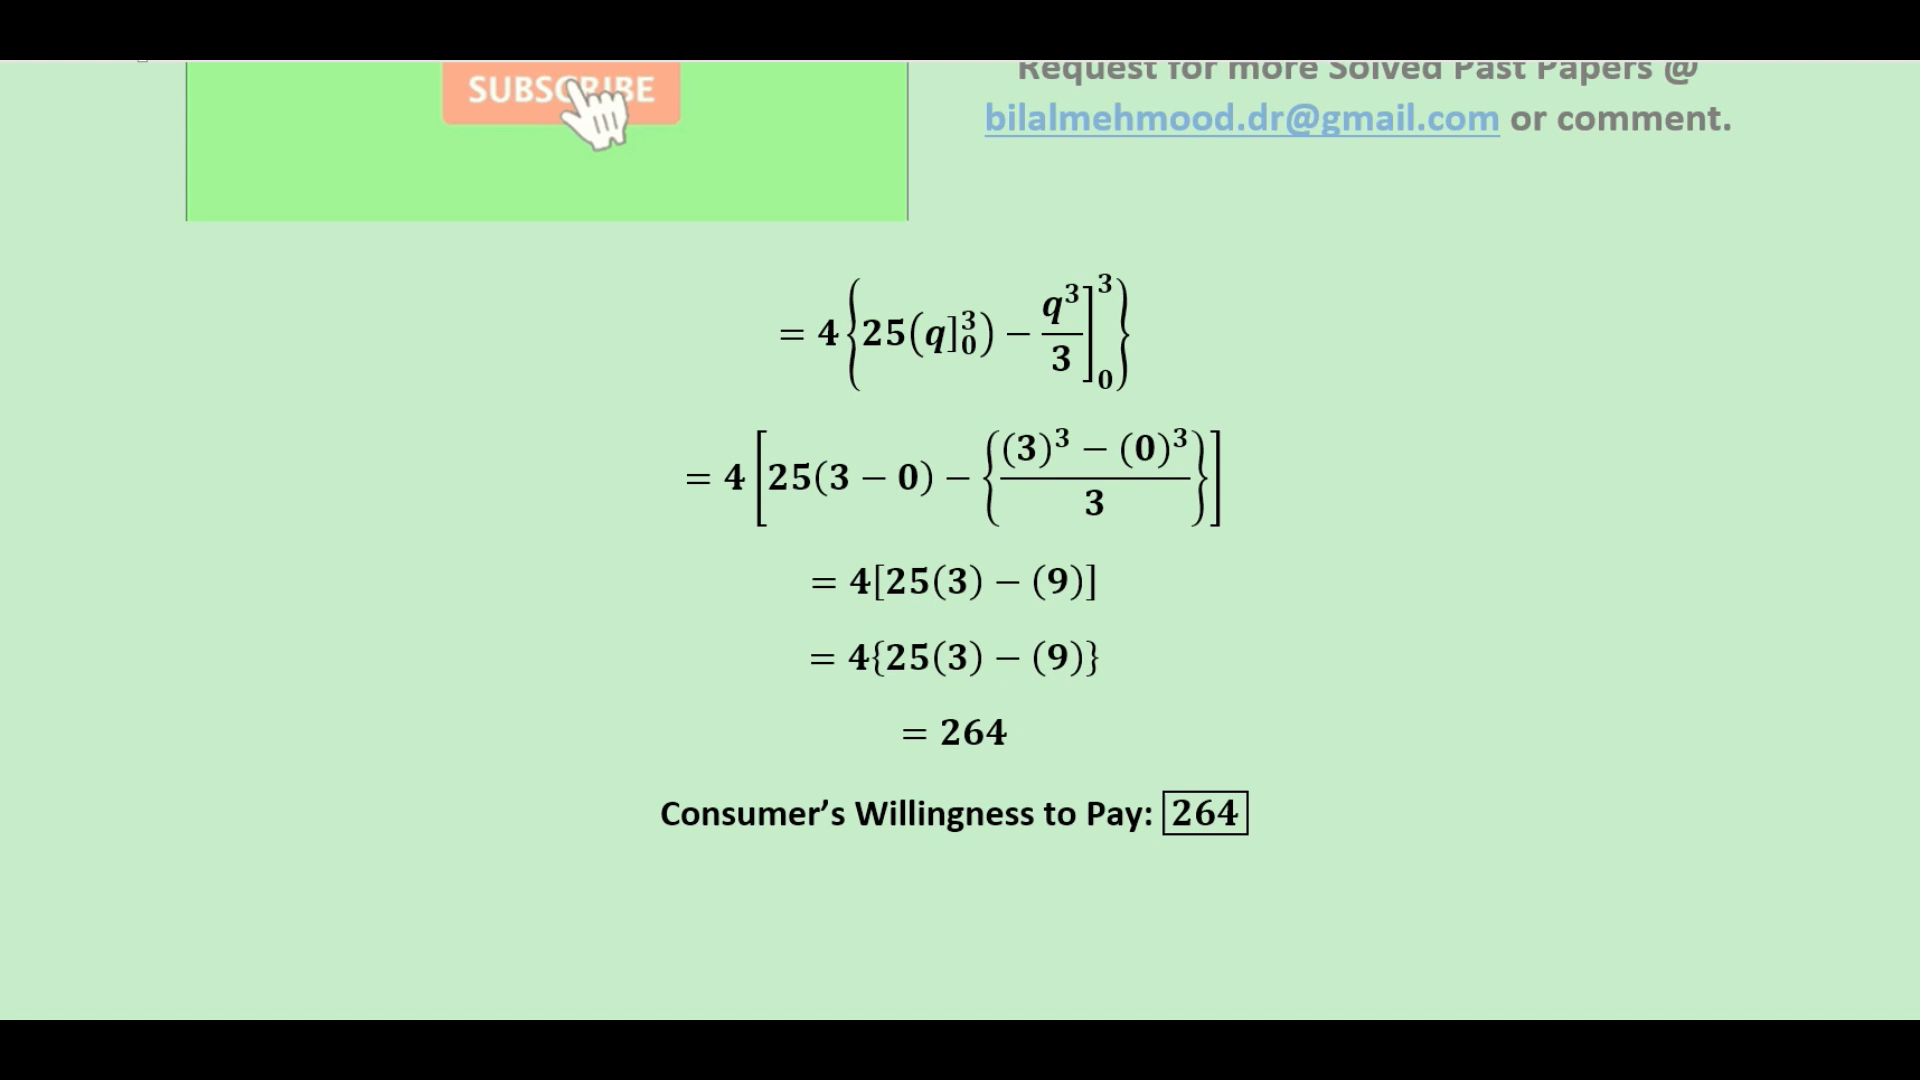 SUBSCRIBE
Request for more Solved Past Papers @
bilalmehmood.dr@gmail.com or comment.
= 4{25(q]₀³) − q³/3]₀³}
= 4[25(3 − 0) − {((3)³ − (0)³)/3}]
= 4[25(3) − (9)]
= 4{25(3) − (9)}
= 264
Consumer’s Willingness to Pay: 264